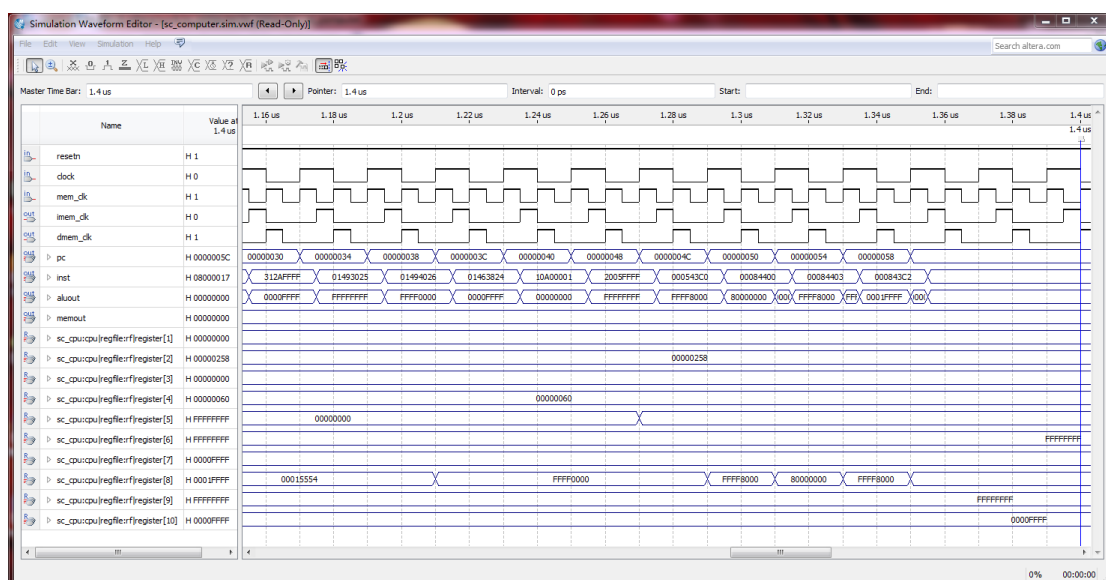 Simulation Waveform Editor - [sc_computer.sim.vwf (Read-Only)]
File Edit View Simulation Help
Search altera.com
Master Time Bar: 1.4 us Pointer: 1.4 us Interval: 0 ps Start: End:
Name Value at 1.4 us 1.16 us 1.18 us 1.2 us 1.22 us 1.24 us 1.26 us 1.28 us 1.3 us 1.32 us 1.34 us 1.36 us 1.38 us 1.4 us
1.4 us
resetn H 1
clock H 0
mem_clk H 1
imem_clk H 0
dmem_clk H 1
pc H 0000005C 00000030 00000034 00000038 0000003C 00000040 00000048 0000004C 00000050 00000054 00000058
inst H 08000017 312AFFFF 01493025 01494026 01463824 10A00001 2005FFFF 000543C0 00084400 00084403 000843C2
aluout H 00000000 0000FFFF FFFFFFFF FFFF0000 0000FFFF 00000000 FFFFFFFF FFFF8000 80000000 000 FFFF8000 FFF 0001FFFF 000
memout H 00000000
sc_cpu:cpu|regfile:rf|register[1] H 00000000
sc_cpu:cpu|regfile:rf|register[2] H 00000258 00000258
sc_cpu:cpu|regfile:rf|register[3] H 00000000
sc_cpu:cpu|regfile:rf|register[4] H 00000060 00000060
sc_cpu:cpu|regfile:rf|register[5] H FFFFFFFF 00000000
sc_cpu:cpu|regfile:rf|register[6] H FFFFFFFF FFFFFFFF
sc_cpu:cpu|regfile:rf|register[7] H 0000FFFF
sc_cpu:cpu|regfile:rf|register[8] H 0001FFFF 00015554 FFFF0000 FFFF8000 80000000 FFFF8000
sc_cpu:cpu|regfile:rf|register[9] H FFFFFFFF FFFFFFFF
sc_cpu:cpu|regfile:rf|register[10] H 0000FFFF 0000FFFF
0% 00:00:00